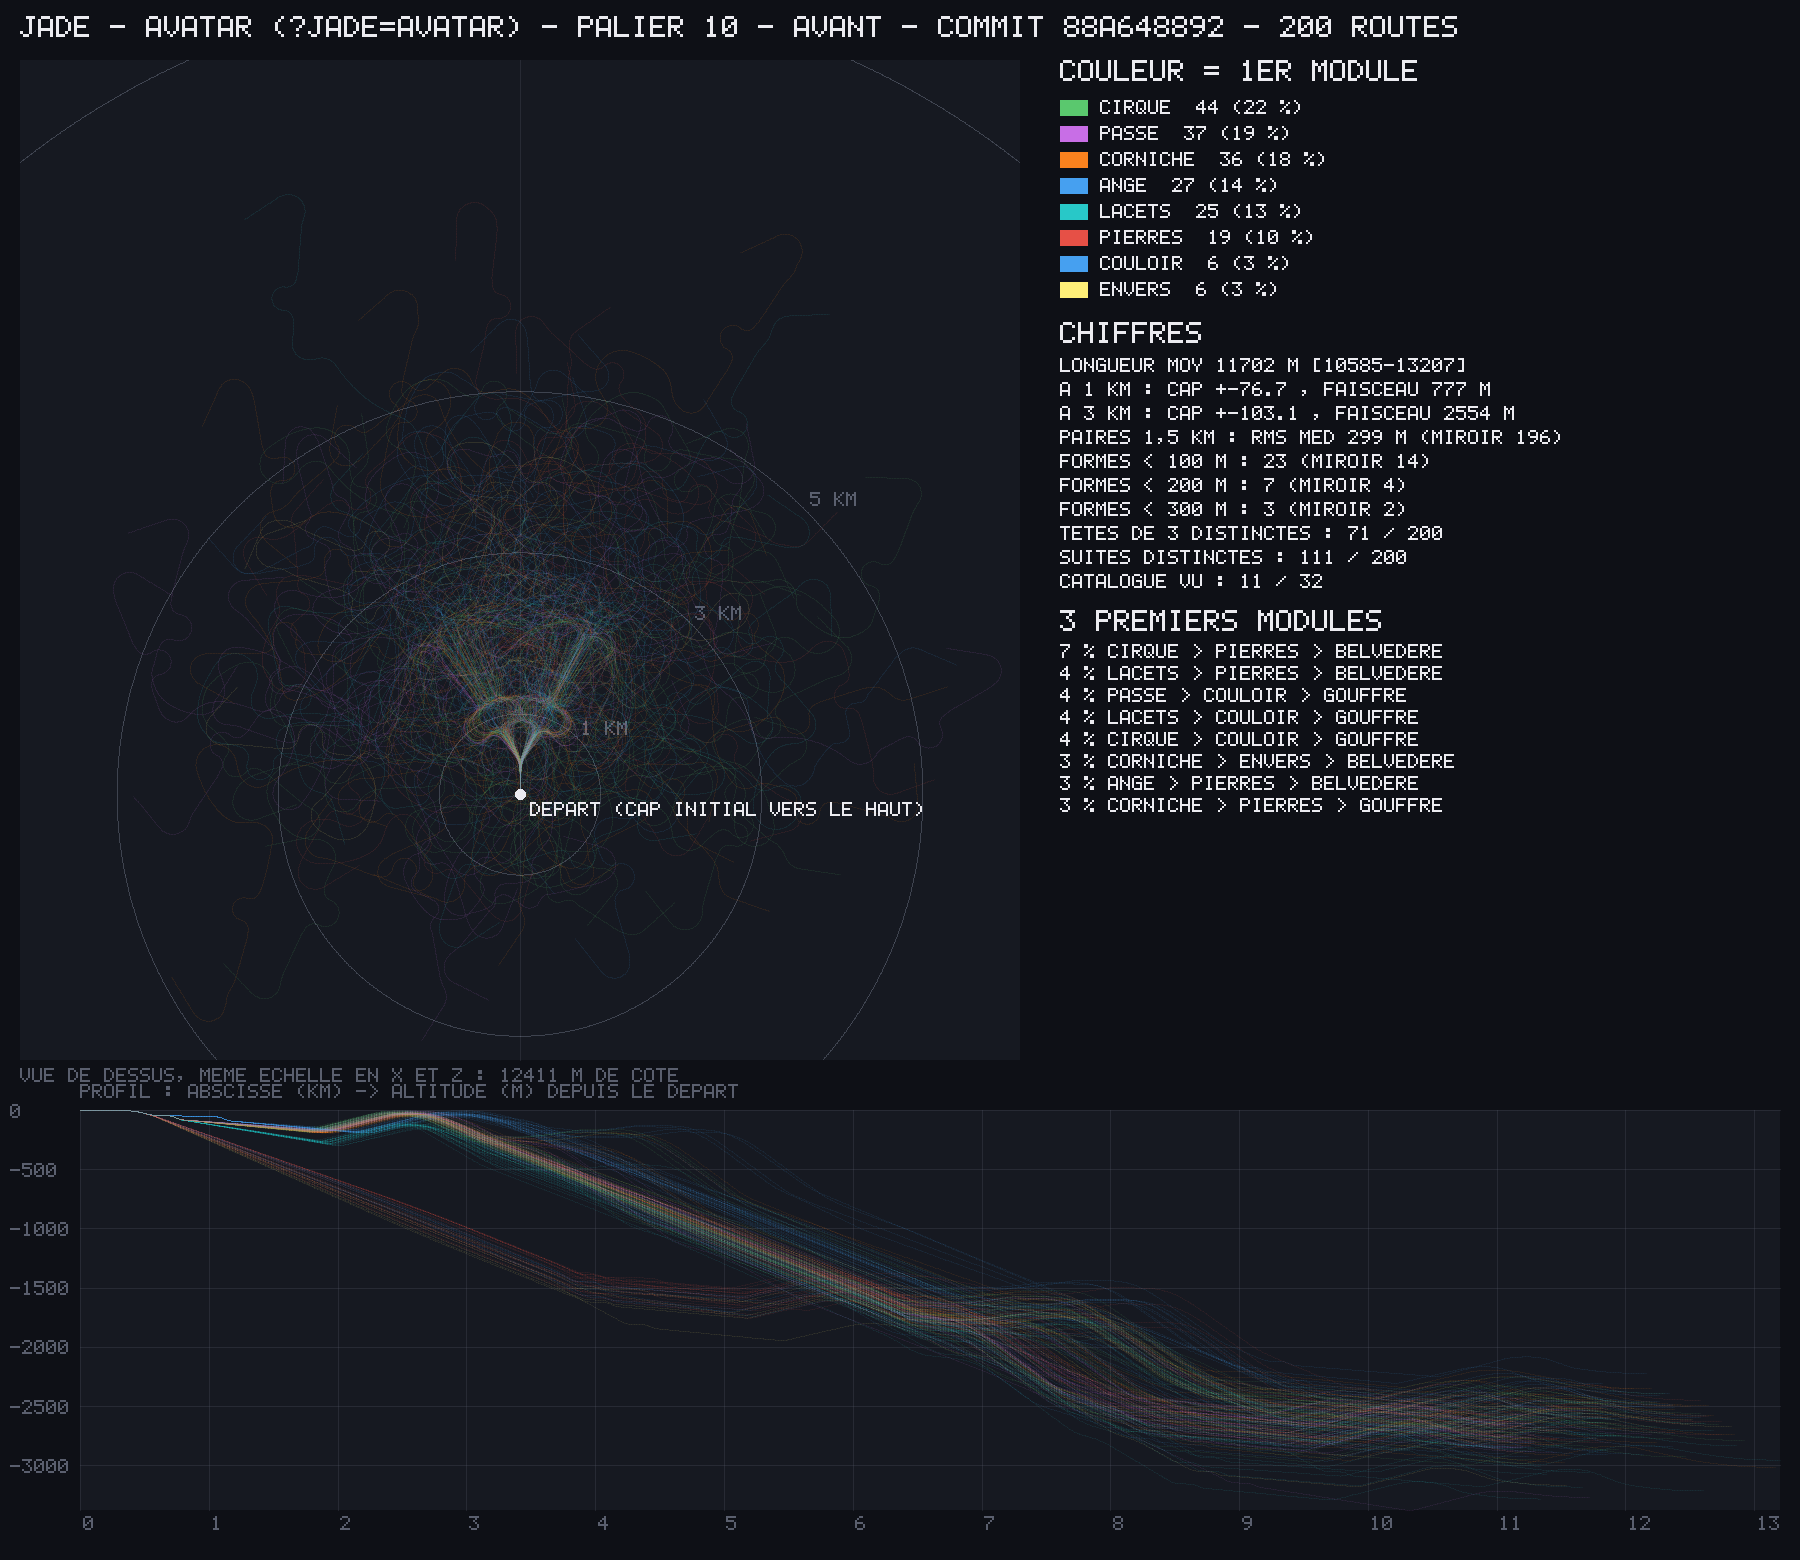 JADE - AVATAR (?JADE=AVATAR) - PALIER 10 - AVANT - COMMIT 88A648892 - 200 ROUTES
COULEUR = 1ER MODULE
CIRQUE 44 (22 %)
PASSE 37 (19 %)
CORNICHE 36 (18 %)
ANGE 27 (14 %)
LACETS 25 (13 %)
PIERRES 19 (10 %)
COULOIR 6 (3 %)
ENVERS 6 (3 %)
CHIFFRES
LONGUEUR MOY 11702 M [10585-13207]
A 1 KM : CAP +-76.7 , FAISCEAU 777 M
A 3 KM : CAP +-103.1 , FAISCEAU 2554 M
PAIRES 1,5 KM : RMS MED 299 M (MIROIR 196)
FORMES < 100 M : 23 (MIROIR 14)
FORMES < 200 M : 7 (MIROIR 4)
FORMES < 300 M : 3 (MIROIR 2)
TETES DE 3 DISTINCTES : 71 / 200
SUITES DISTINCTES : 111 / 200
CATALOGUE VU : 11 / 32
3 PREMIERS MODULES
7 % CIRQUE > PIERRES > BELVEDERE
4 % LACETS > PIERRES > BELVEDERE
4 % PASSE > COULOIR > GOUFFRE
4 % LACETS > COULOIR > GOUFFRE
4 % CIRQUE > COULOIR > GOUFFRE
3 % CORNICHE > ENVERS > BELVEDERE
3 % ANGE > PIERRES > BELVEDERE
3 % CORNICHE > PIERRES > GOUFFRE
5 KM
3 KM
1 KM
DEPART (CAP INITIAL VERS LE HAUT)
VUE DE DESSUS, MEME ECHELLE EN X ET Z : 12411 M DE COTE
PROFIL : ABSCISSE (KM) -> ALTITUDE (M) DEPUIS LE DEPART
0
-500
-1000
-1500
-2000
-2500
-3000
0 1 2 3 4 5 6 7 8 9 10 11 12 13